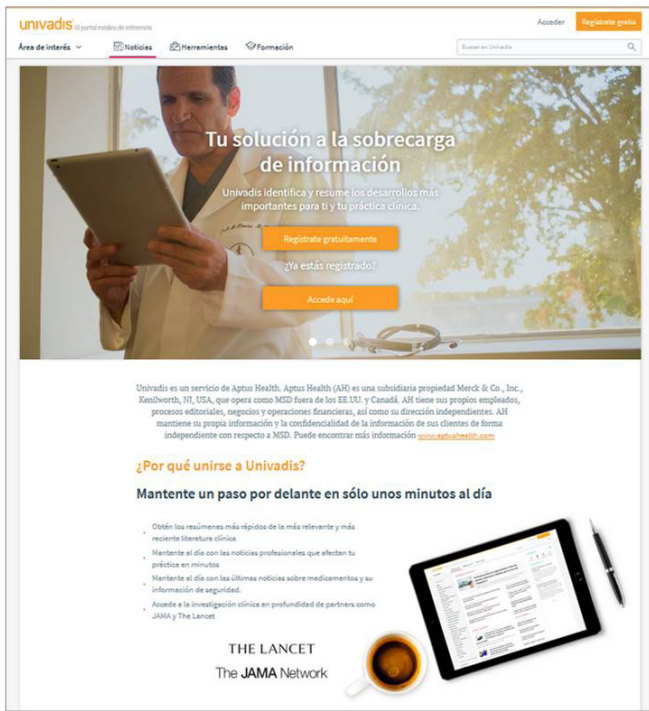 univadis El portal médico de referencia
Acceder
Regístrate gratis
Área de interés
Noticias
Herramientas
Formación
Buscar en Univadis
Tu solución a la sobrecarga
de información
Univadis identifica y resume los desarrollos más
importantes para ti y tu práctica clínica.
Regístrate gratuitamente
¿Ya estás registrado?
Accede aquí
Univadis es un servicio de Aptus Health. Aptus Health (AH) es una subsidiaria propiedad Merck & Co., Inc.,
Kenilworth, NJ, USA, que opera como MSD fuera de los EE.UU. y Canadá. AH tiene sus propios empleados,
procesos editoriales, negocios y operaciones financieras, así como su dirección independientes. AH
mantiene su propia información y la confidencialidad de la información de sus clientes de forma
independiente con respecto a MSD. Puede encontrar más información www.aptushealth.com
¿Por qué unirse a Univadis?
Mantente un paso por delante en sólo unos minutos al día
Obtén los resúmenes más rápidos de la más relevante y más
reciente literatura clínica
Mantente al día con las noticias profesionales que afectan tu
práctica en minutos
Mantente al día con las últimas noticias sobre medicamentos y su
información de seguridad.
Accede a la investigación clínica en profundidad de partners como
JAMA y The Lancet
THE LANCET
The JAMA Network